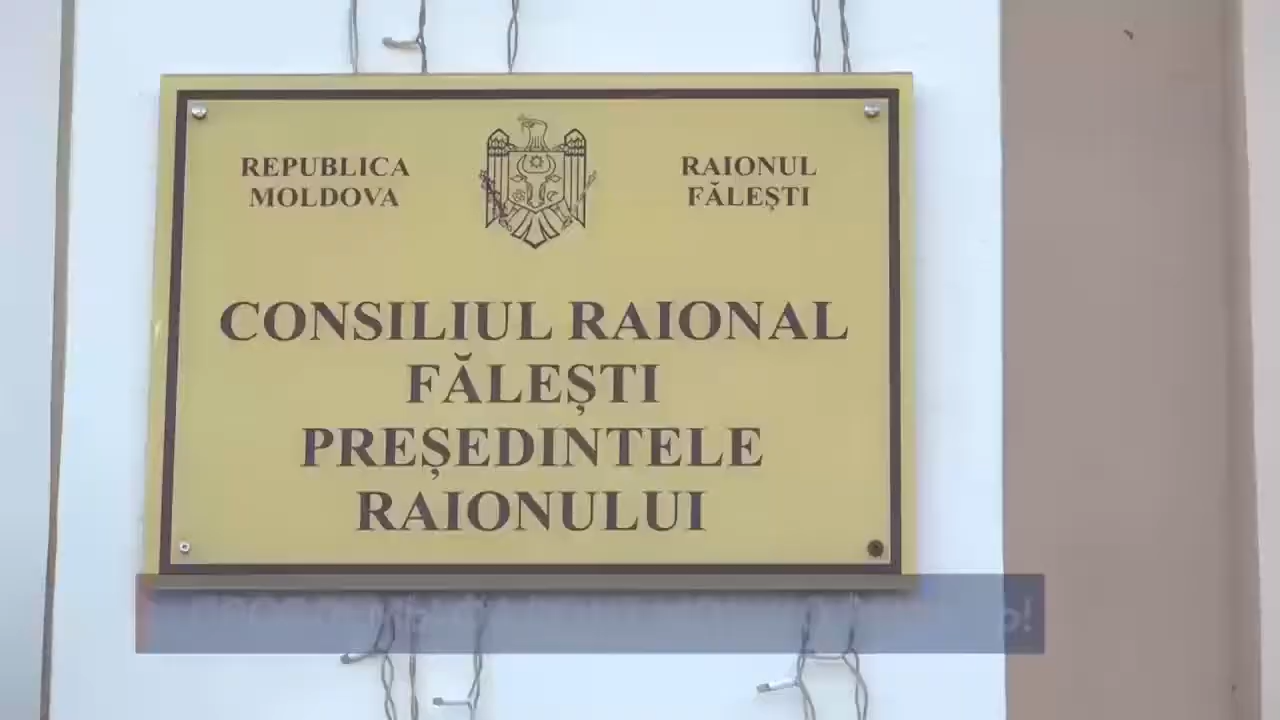 REPUBLICA
MOLDOVA
RAIONUL
FĂLEȘTI
CONSILIUL RAIONAL
FĂLEȘTI
PREȘEDINTELE
RAIONULUI